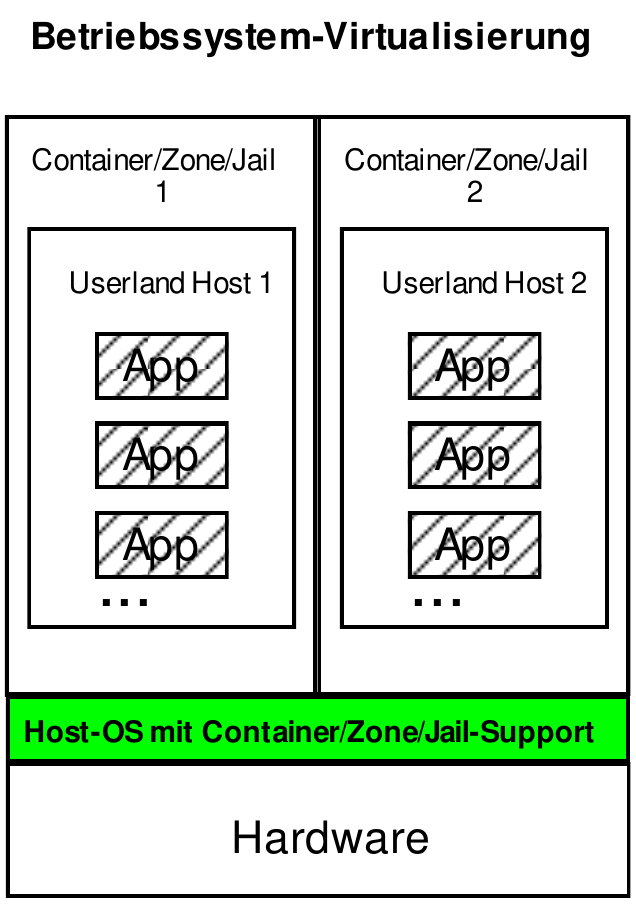 Betriebssystem-Virtualisierung
Container/Zone/Jail
1
Userland Host 1
App
App
App
...
Container/Zone/Jail
2
Userland Host 2
App
App
App
...
Host-OS mit Container/Zone/Jail-Support
Hardware